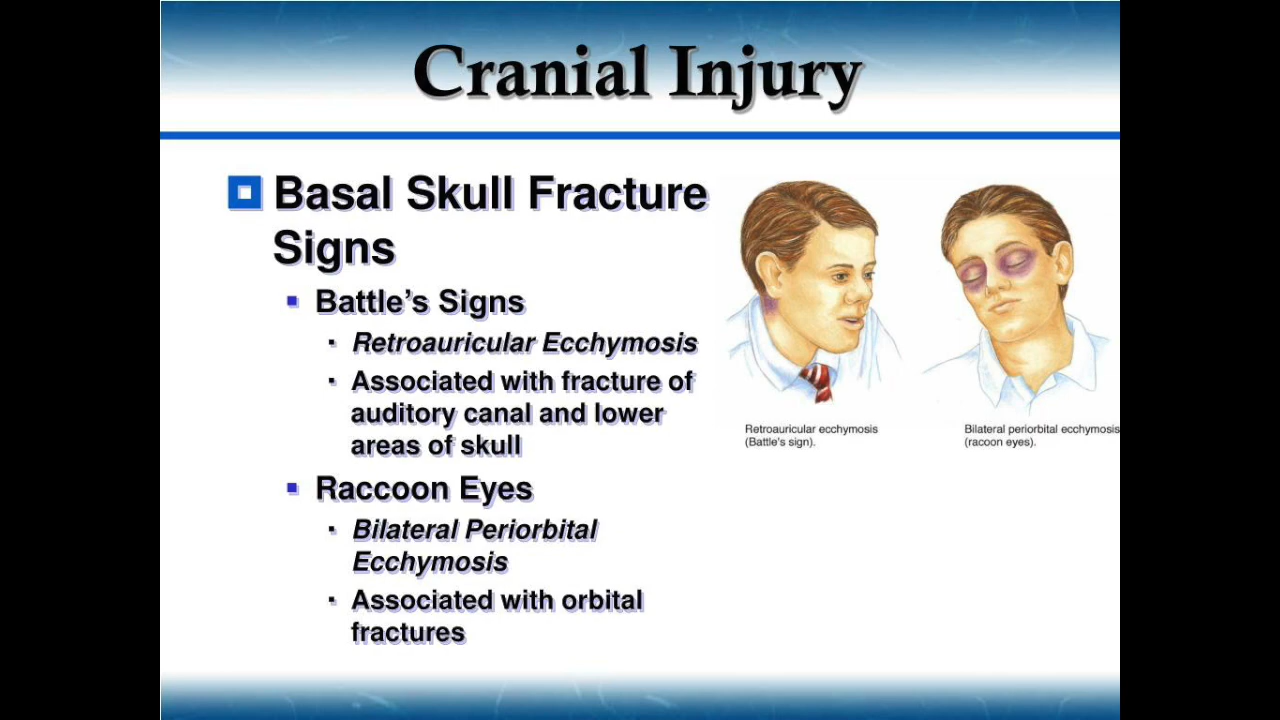 Cranial Injury
Basal Skull Fracture
Signs
Battle's Signs
Retroauricular Ecchymosis
Associated with fracture of
auditory canal and lower
areas of skull
Raccoon Eyes
Bilateral Periorbital
Ecchymosis
Associated with orbital
fractures
Retroauricular ecchymosis
(Battle's sign).
Bilateral periorbital ecchymosis
(racoon eyes).